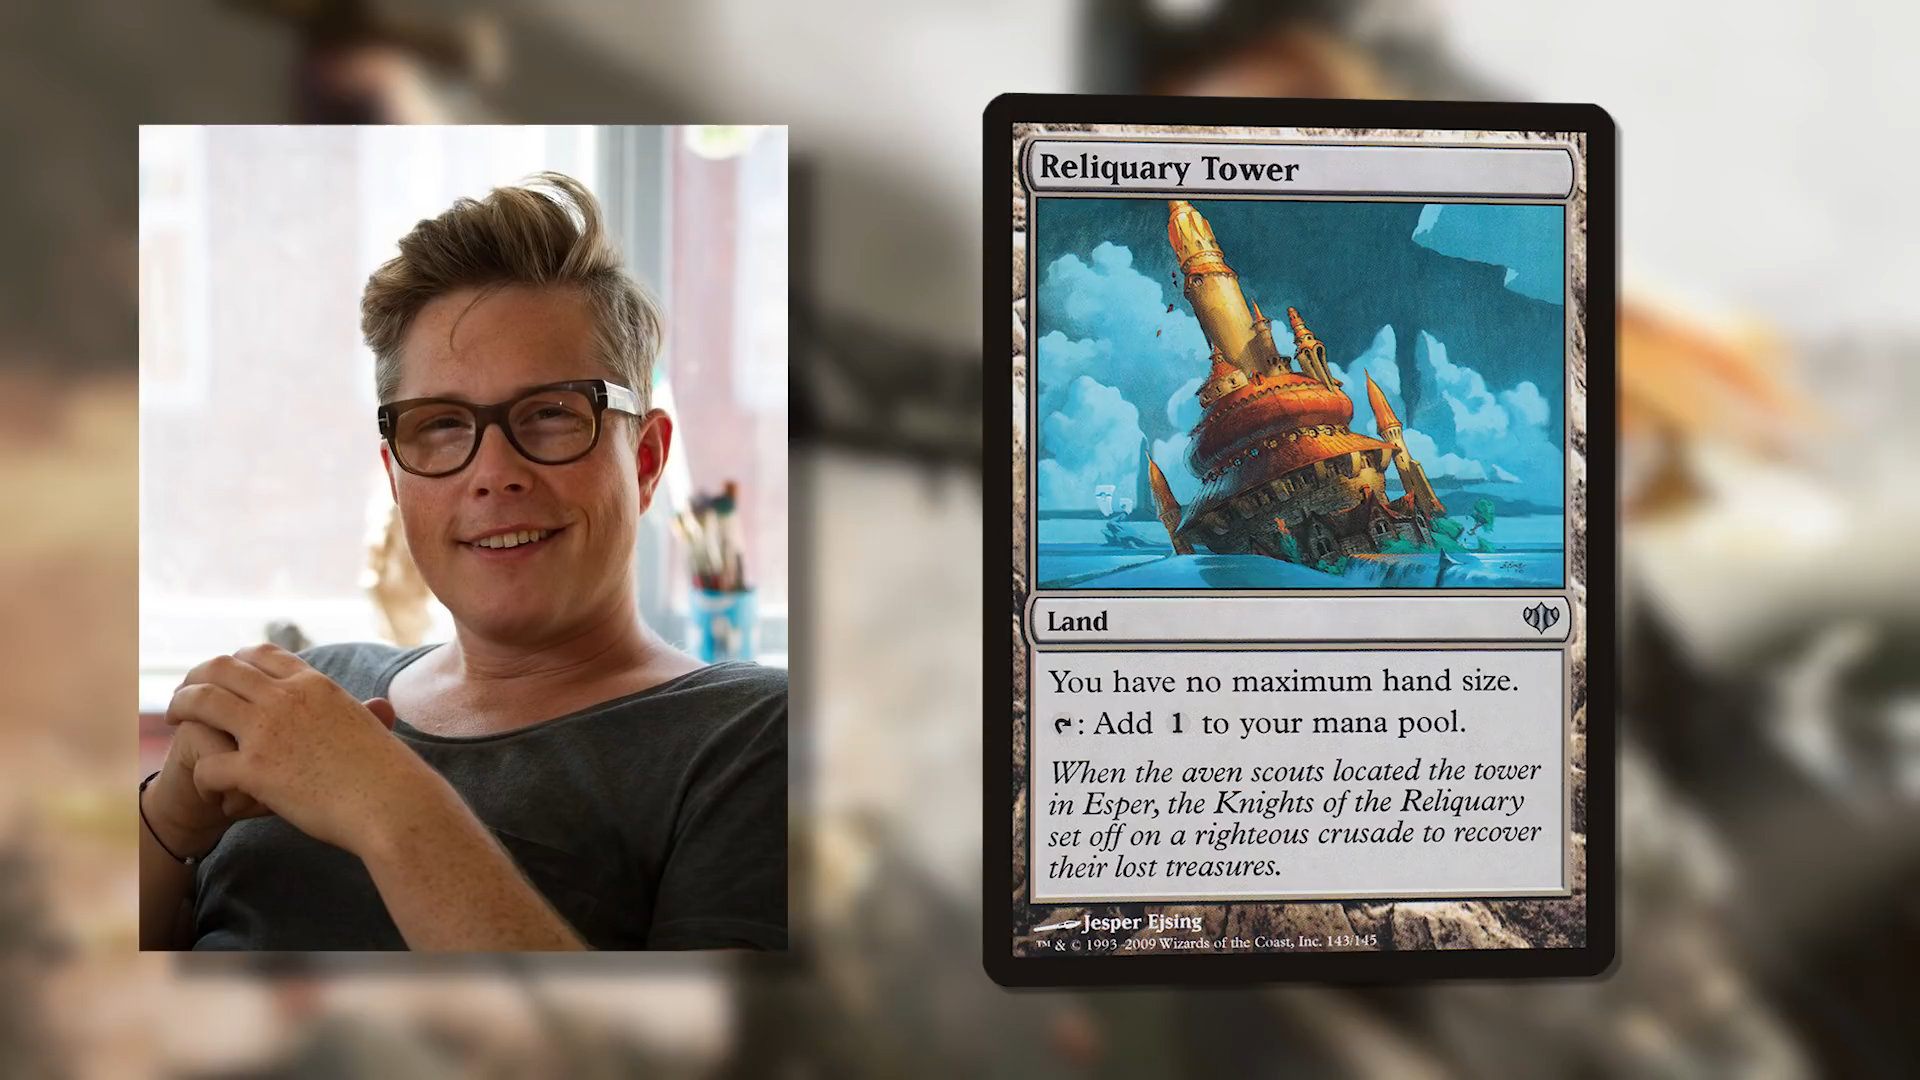 Reliquary Tower
Land
You have no maximum hand size.
: Add 1 to your mana pool.
When the aven scouts located the tower
in Esper, the Knights of the Reliquary
set off on a righteous crusade to recover
their lost treasures.
Jesper Ejsing
™ & © 1993-2009 Wizards of the Coast, Inc. 143/145